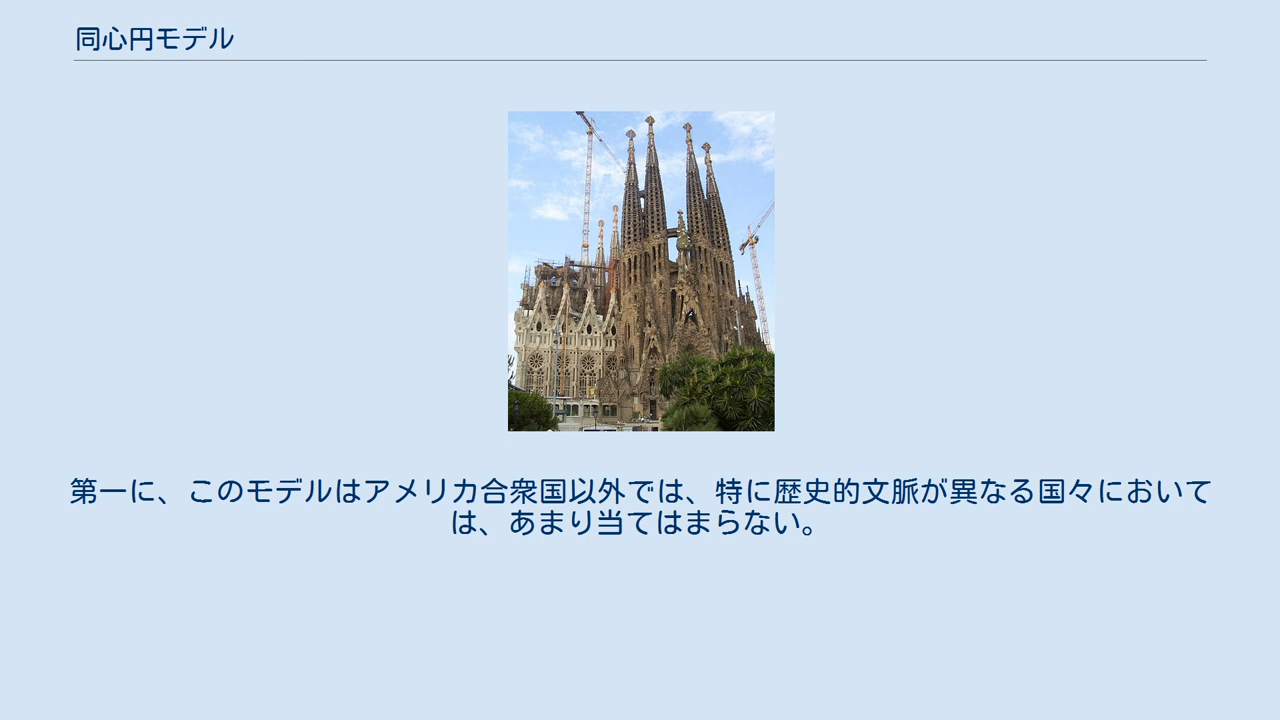 同心円モデル
第一に、このモデルはアメリカ合衆国以外では、特に歴史的文脈が異なる国々において
は、あまり当てはまらない。